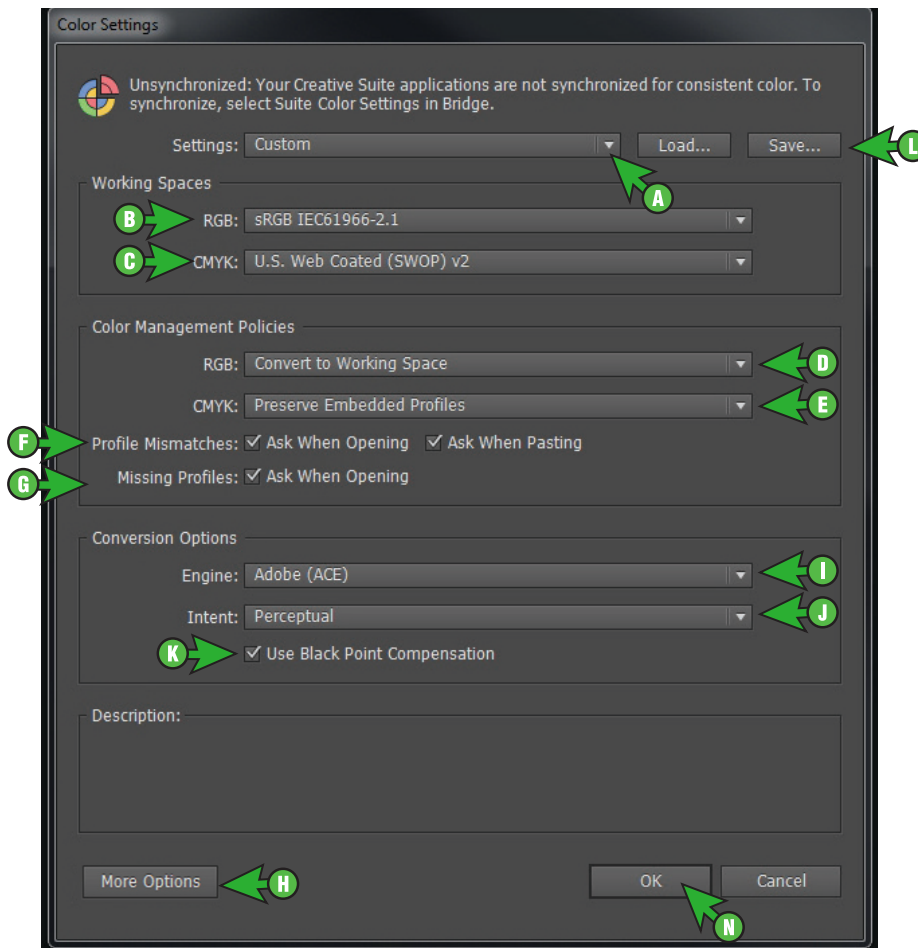 Color Settings
Unsynchronized: Your Creative Suite applications are not synchronized for consistent color. To
synchronize, select Suite Color Settings in Bridge.
Settings: Custom Load... Save... L
A
Working Spaces
B RGB: sRGB IEC61966-2.1
C CMYK: U.S. Web Coated (SWOP) v2
Color Management Policies
RGB: Convert to Working Space D
CMYK: Preserve Embedded Profiles E
F Profile Mismatches: Ask When Opening Ask When Pasting
G Missing Profiles: Ask When Opening
Conversion Options
Engine: Adobe (ACE) I
Intent: Perceptual J
K Use Black Point Compensation
Description:
More Options H OK Cancel
N